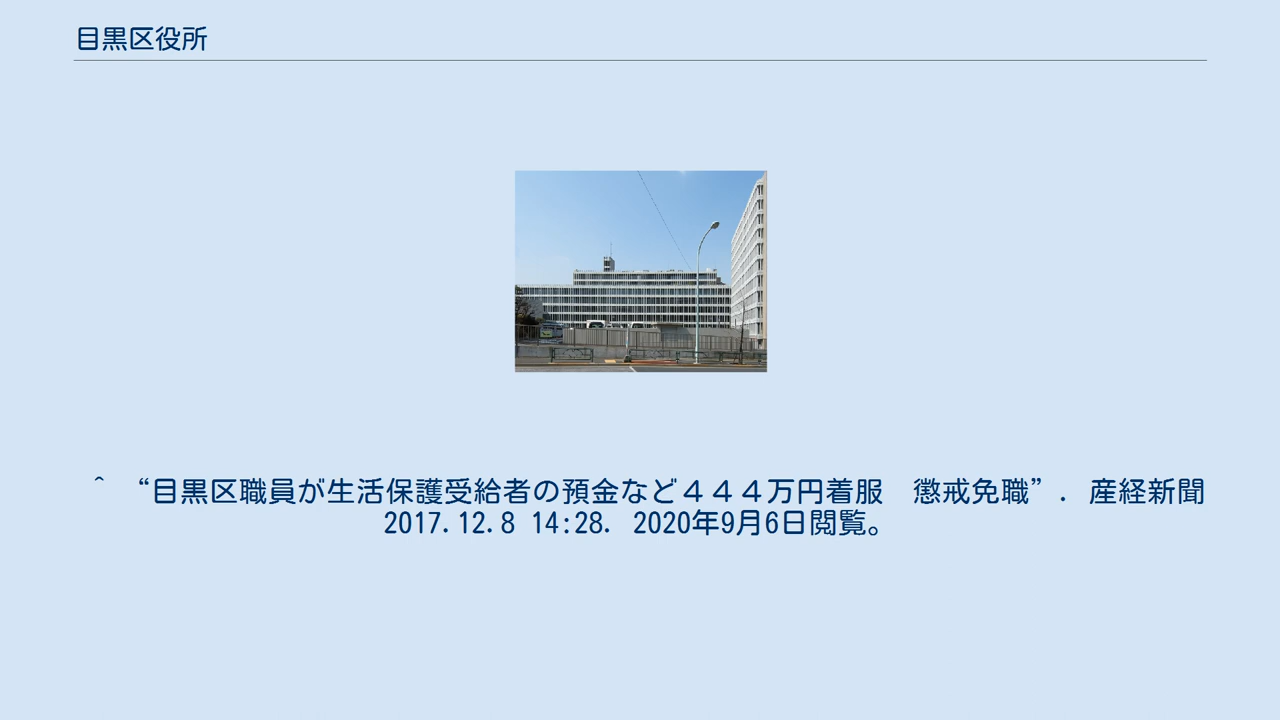 目黒区役所
^ “目黒区職員が生活保護受給者の預金など４４４万円着服　懲戒免職”. 産経新聞
2017.12.8 14:28. 2020年9月6日閲覧。